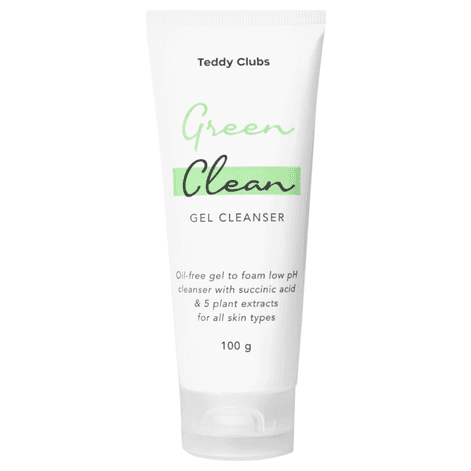 Teddy Clubs
Green
Clean
GEL CLEANSER
Oil-free gel to foam low pH
cleanser with succinic acid
& 5 plant extracts
for all skin types
100 g